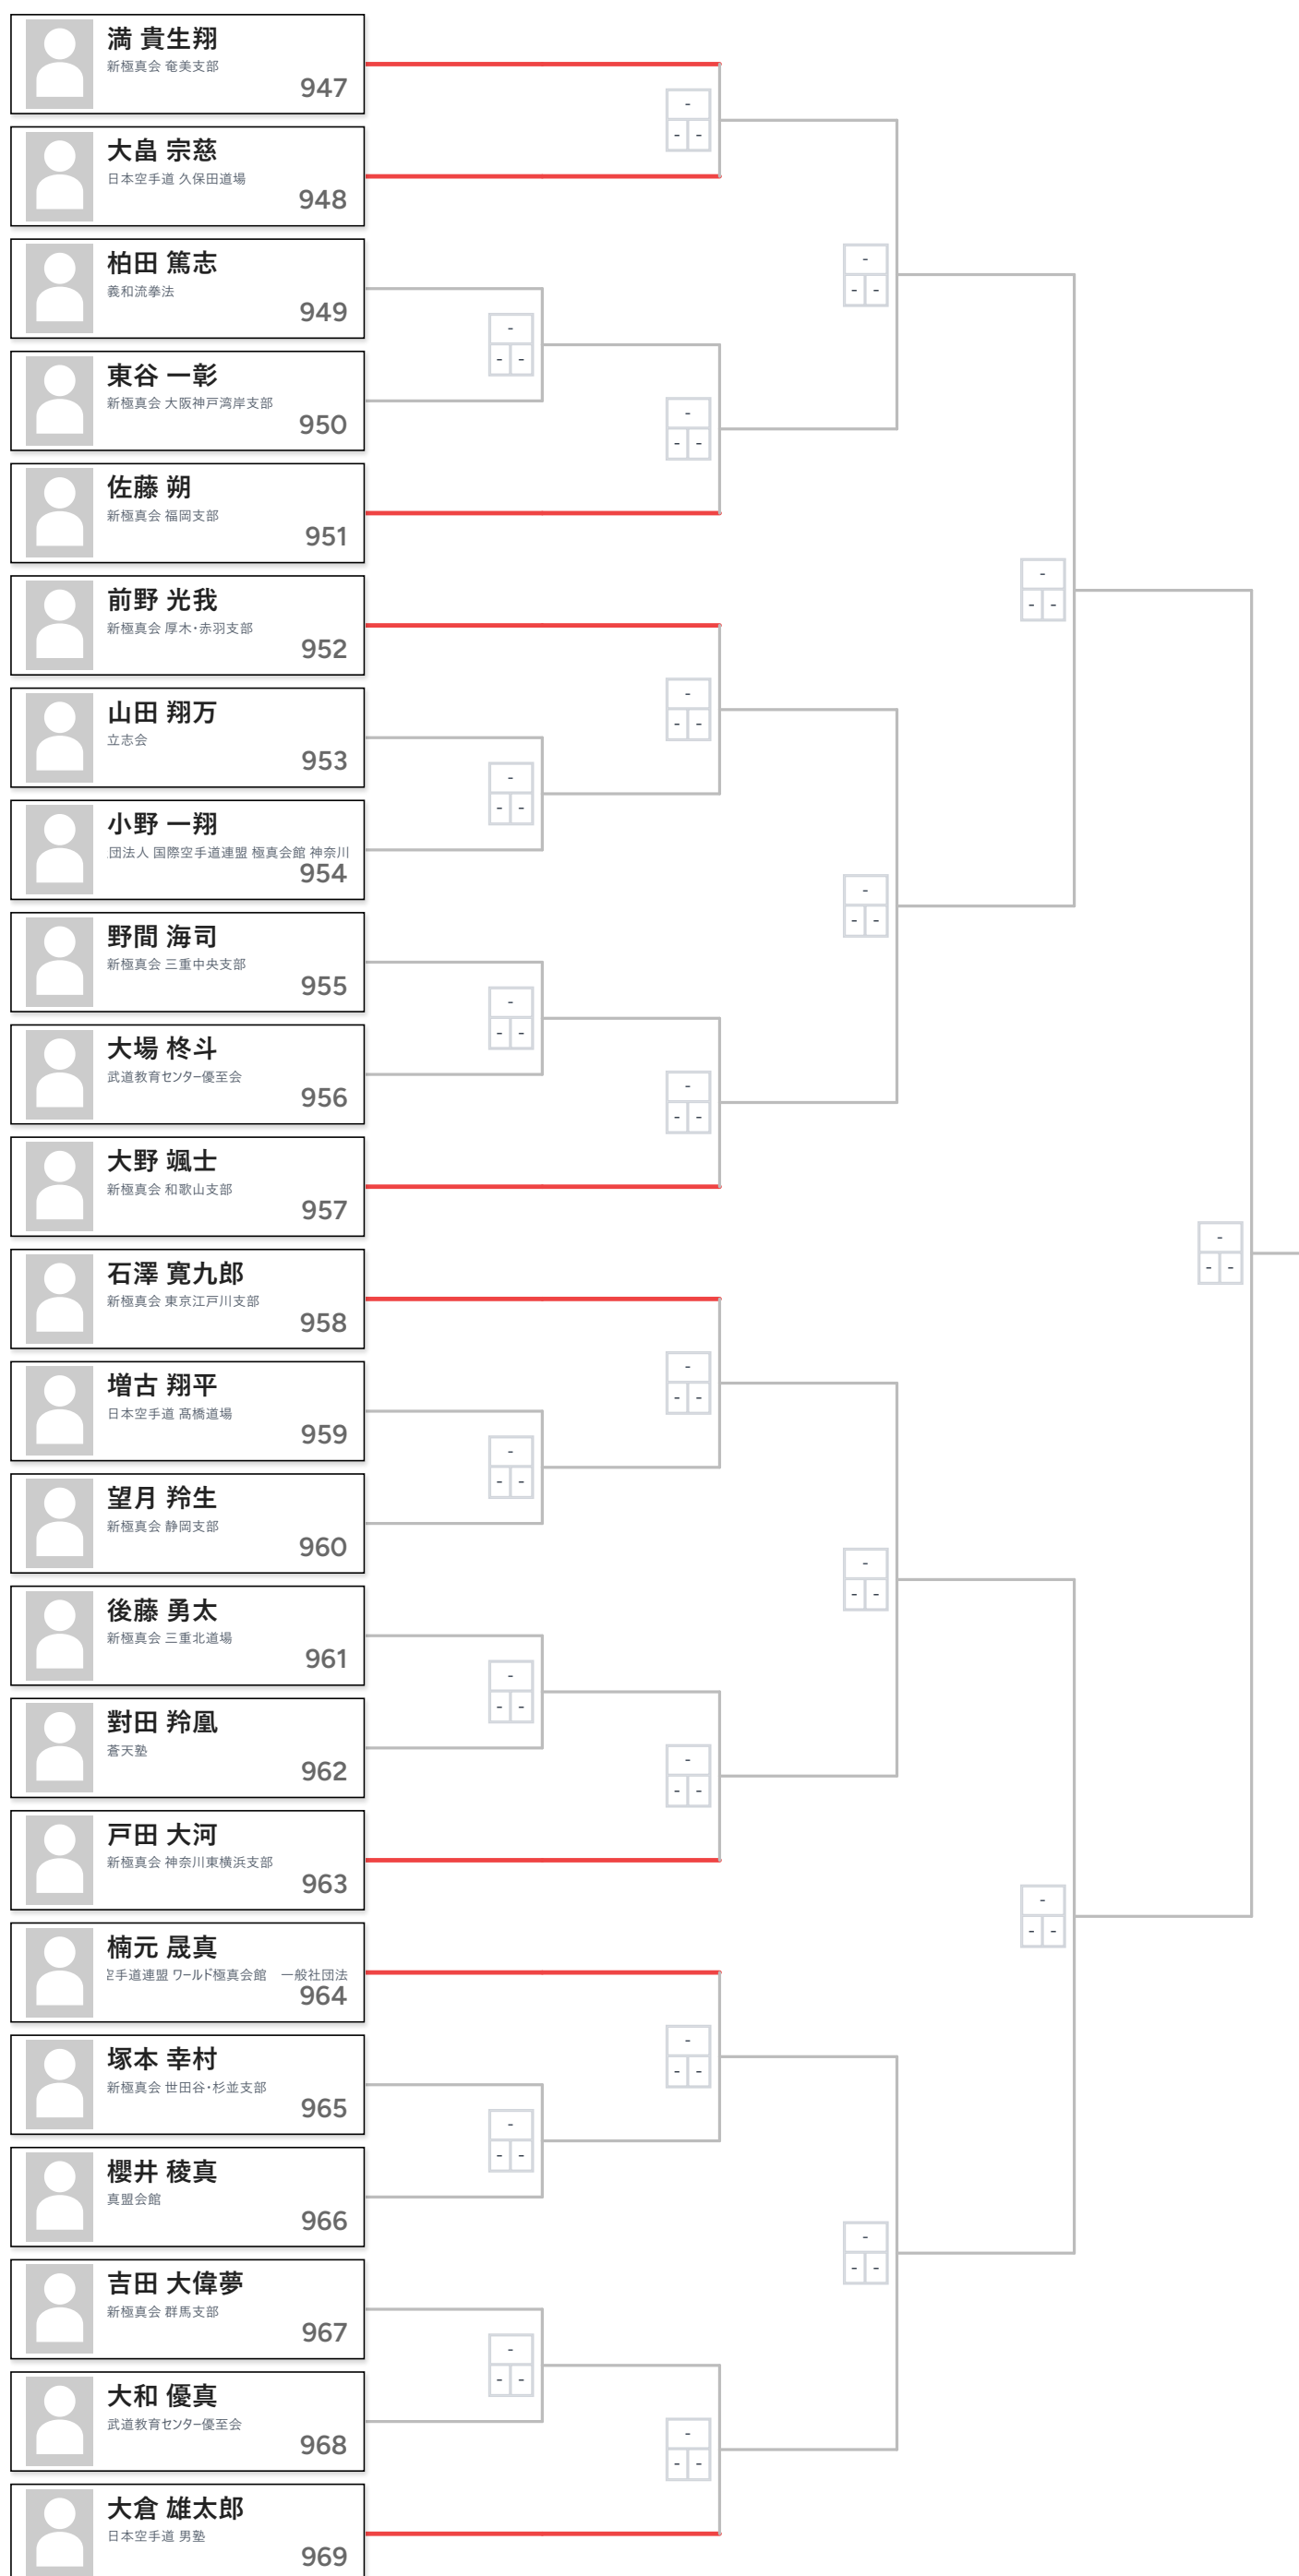 満 貴生翔
新極真会 奄美支部
947
大畠 宗慈
日本空手道 久保田道場
948
柏田 篤志
義和流拳法
949
東谷 一彰
新極真会 大阪神戸湾岸支部
950
佐藤 朔
新極真会 福岡支部
951
前野 光我
新極真会 厚木・赤羽支部
952
山田 翔万
立志会
953
小野 一翔
団法人 国際空手道連盟 極真会館 神奈川
954
野間 海司
新極真会 三重中央支部
955
大場 柊斗
武道教育センター優至会
956
大野 颯士
新極真会 和歌山支部
957
石澤 寛九郎
新極真会 東京江戸川支部
958
増古 翔平
日本空手道 髙橋道場
959
望月 羚生
新極真会 静岡支部
960
後藤 勇太
新極真会 三重北道場
961
對田 羚凰
蒼天塾
962
戸田 大河
新極真会 神奈川東横浜支部
963
楠元 晟真
手道連盟 ワールド極真会館　一般社団法
964
塚本 幸村
新極真会 世田谷・杉並支部
965
櫻井 稜真
真盟会館
966
吉田 大偉夢
新極真会 群馬支部
967
大和 優真
武道教育センター優至会
968
大倉 雄太郎
日本空手道 男塾
969